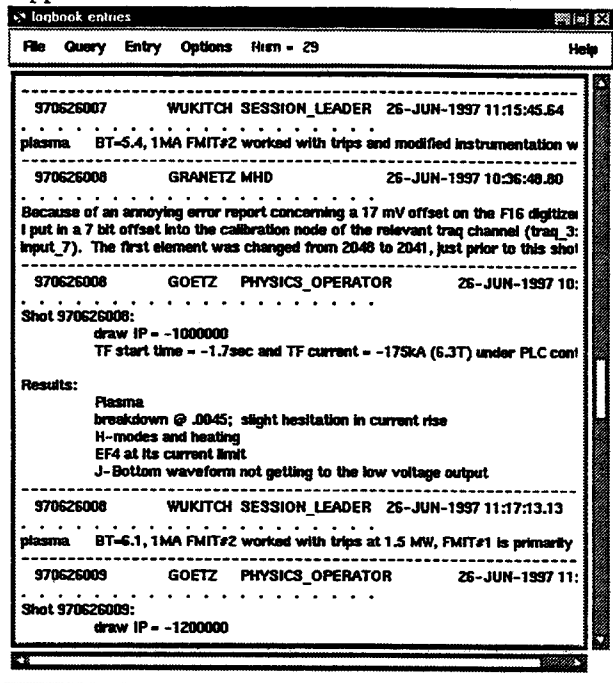 logbook entries
File Query Entry Options Num = 29 Help
970626007 WUKITCH SESSION_LEADER 26-JUN-1997 11:15:45.64
plasma BT=5.4, 1MA FMIT#2 worked with trips and modified instrumentation w
970626008 GRANETZ MHD 26-JUN-1997 10:36:48.80
Because of an annoying error report concerning a 17 mV offset on the F16 digitizer
I put in a 7 bit offset into the calibration node of the relevant traq channel (traq_3:
input_7). The first element was changed from 2048 to 2041, just prior to this shot
970626008 GOETZ PHYSICS_OPERATOR 26-JUN-1997 10:
Shot 970626008:
draw IP = -1000000
TF start time = -1.7sec and TF current = -175kA (6.3T) under PLC cont
Results:
Plasma
breakdown @ .0045; slight hesitation in current rise
H-modes and heating
EF4 at its current limit
J-Bottom waveform not getting to the low voltage output
970626008 WUKITCH SESSION_LEADER 26-JUN-1997 11:17:13.13
plasma BT=6.1, 1MA FMIT#2 worked with trips at 1.5 MW, FMIT#1 is primarily
970626009 GOETZ PHYSICS_OPERATOR 26-JUN-1997 11:
Shot 970626009:
draw IP = -1200000